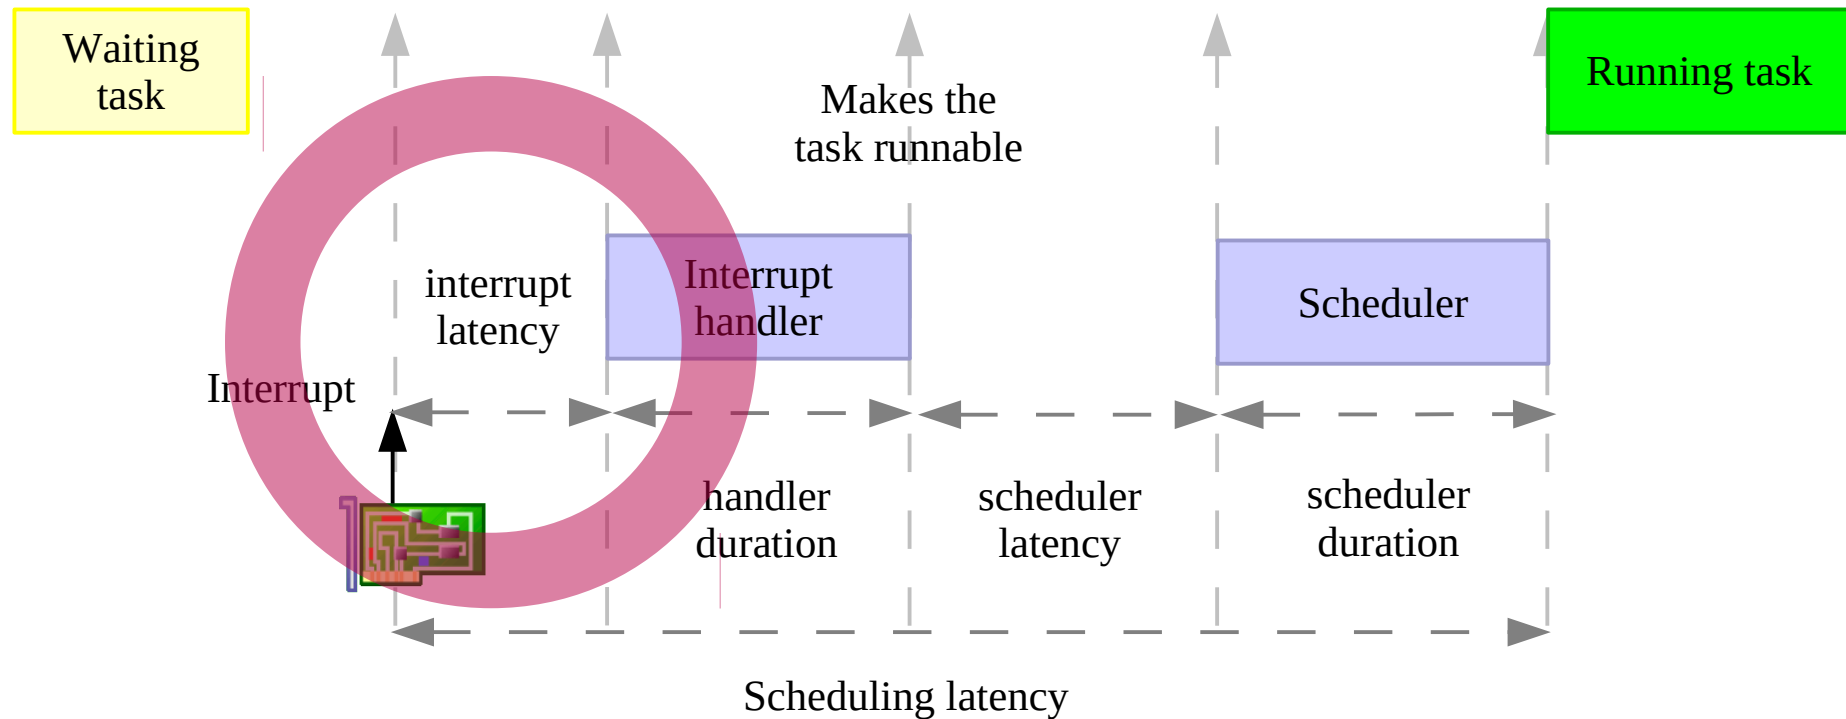 Waiting
task
Running task
Makes the
task runnable
interrupt
latency
Interrupt
handler
Scheduler
Interrupt
handler
duration
scheduler
latency
scheduler
duration
Scheduling latency